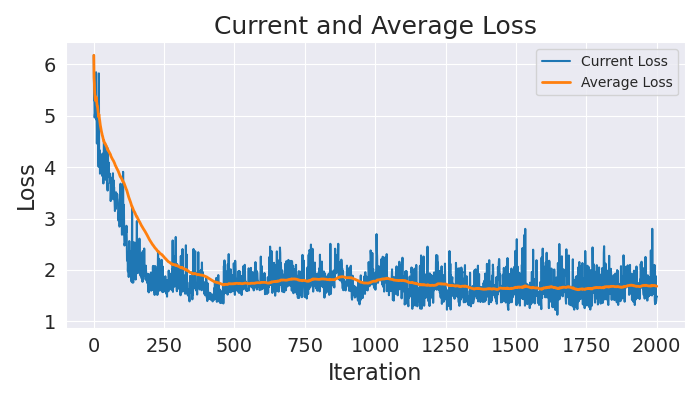 Current and Average Loss
Current Loss
Average Loss
Loss
6
5
4
3
2
1
0 250 500 750 1000 1250 1500 1750 2000
Iteration